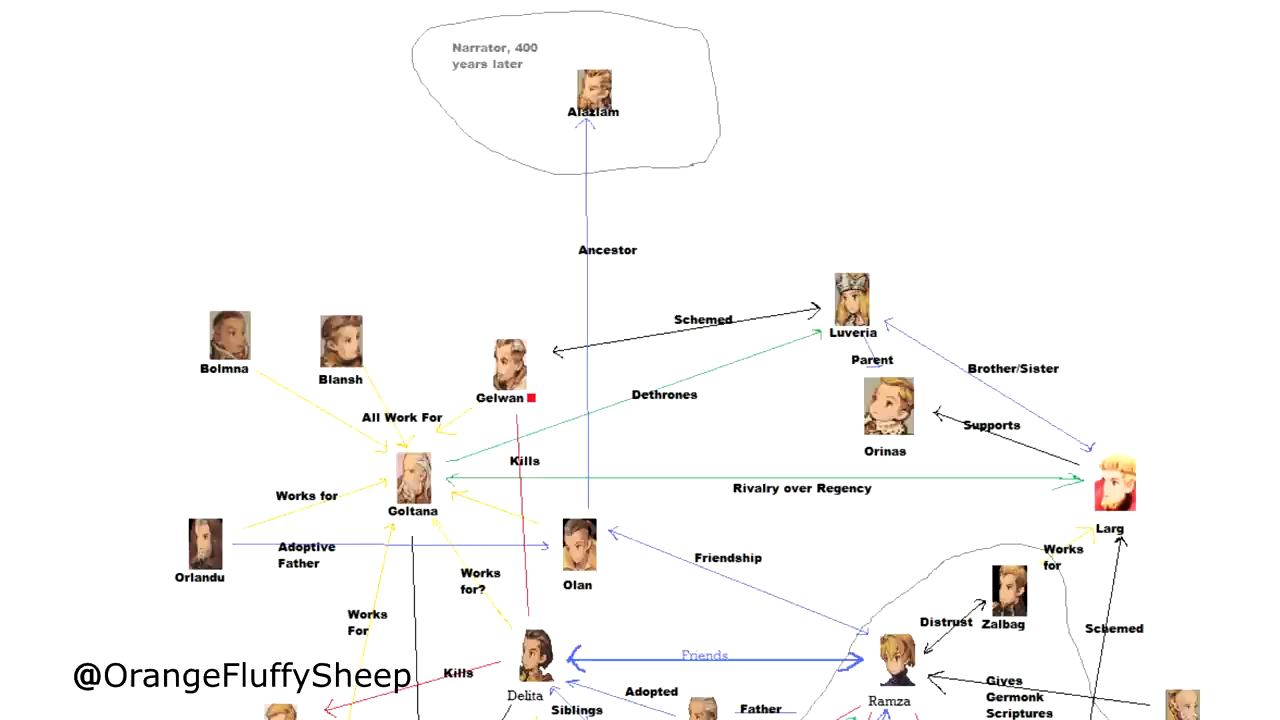 Narrator, 400
years later
Alazlam
Ancestor
Schemed
Luveria
Parent
Bolmna
Blansh
Gelwan
Brother/Sister
Dethrones
All Work For
Supports
Orinas
Kills
Rivalry over Regency
Works for
Goltana
Larg
Adoptive
Father
Orlandu
Olan
Friendship
Works
for
Works
for?
Works
For
Distrust
Zalbag
Schemed
Friends
@OrangeFluffySheep
Kills
Delita
Adopted
Siblings
Father
Ramza
Gives
Germonk
Scriptures